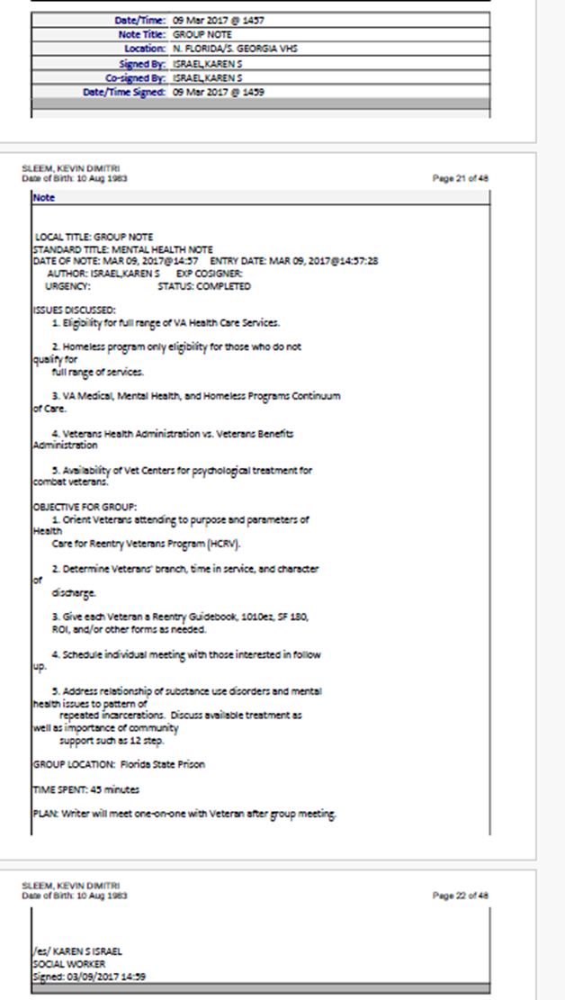 Date/Time: 09 Mar 2017 @ 1457
Note Title: GROUP NOTE
Location: N. FLORIDA/S. GEORGIA VHS
Signed By: ISRAEL,KAREN S
Co-signed By: ISRAEL,KAREN S
Date/Time Signed: 09 Mar 2017 @ 1459
SLEEM, KEVIN DIMITRI
Date of Birth: 10 Aug 1983 Page 21 of 48
Note
LOCAL TITLE: GROUP NOTE
STANDARD TITLE: MENTAL HEALTH NOTE
DATE OF NOTE: MAR 09, 2017@14:57 ENTRY DATE: MAR 09, 2017@14:57:28
AUTHOR: ISRAEL,KAREN S EXP COSIGNER:
URGENCY: STATUS: COMPLETED
ISSUES DISCUSSED:
1. Eligibility for full range of VA Health Care Services.
2. Homeless program only eligibility for those who do not
qualify for
full range of services.
3. VA Medical, Mental Health, and Homeless Programs Continuum
of Care.
4. Veterans Health Administration vs. Veterans Benefits
Administration
5. Availability of Vet Centers for psychological treatment for
combat veterans.
OBJECTIVE FOR GROUP:
1. Orient Veterans attending to purpose and parameters of
Health
Care for Reentry Veterans Program (HCRV).
2. Determine Veterans' branch, time in service, and character
of
discharge.
3. Give each Veteran a Reentry Guidebook, 1010ez, SF 180,
ROI, and/or other forms as needed.
4. Schedule individual meeting with those interested in follow
up.
5. Address relationship of substance use disorders and mental
health issues to pattern of
repeated incarcerations. Discuss available treatment as
well as importance of community
support such as 12 step.
GROUP LOCATION: Florida State Prison
TIME SPENT: 45 minutes
PLAN: Writer will meet one-on-one with Veteran after group meeting.
SLEEM, KEVIN DIMITRI
Date of Birth: 10 Aug 1983 Page 22 of 48
/es/ KAREN S ISRAEL
SOCIAL WORKER
Signed: 03/09/2017 14:59